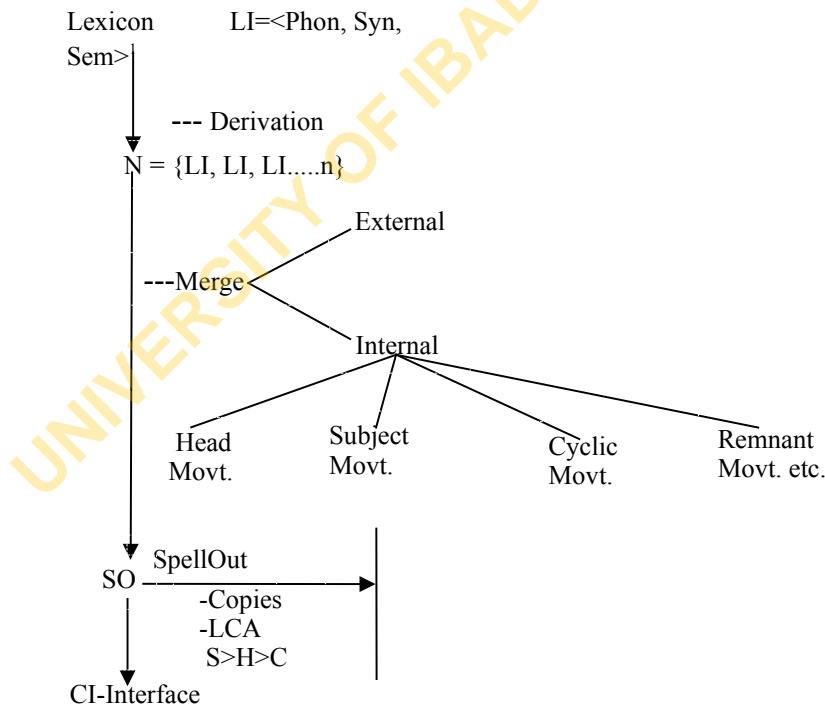 Lexicon LI=<Phon, Syn,
Sem>
--- Derivation
N = {LI, LI, LI.....n}
External
---Merge
Internal
Head
Movt.
Subject
Movt.
Cyclic
Movt.
Remnant
Movt. etc.
SpellOut
SO
-Copies
-LCA
S>H>C
CI-Interface
UNIVERSITY OF IBAD